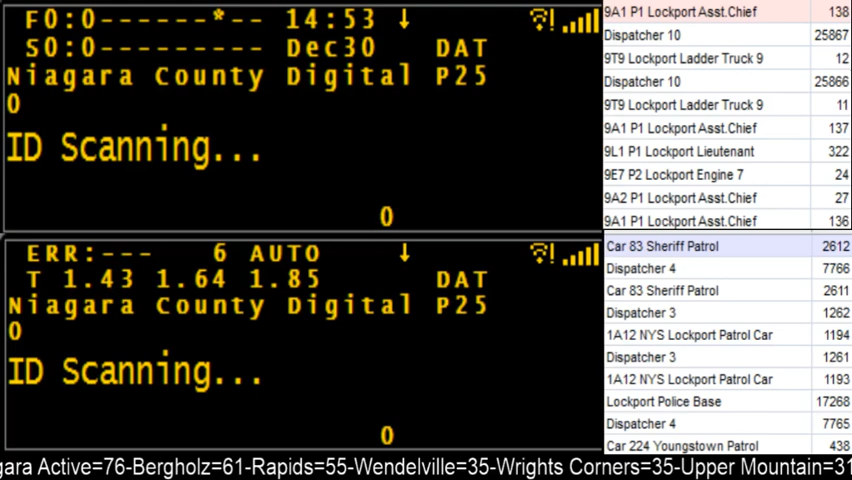 F0:0------*-- 14:53 ↓
S0:0--------- Dec30 DAT
Niagara County Digital P25
0
ID Scanning...
0
9A1 P1 Lockport Asst.Chief 138
Dispatcher 10 25867
9T9 Lockport Ladder Truck 9 12
Dispatcher 10 25866
9T9 Lockport Ladder Truck 9 11
9A1 P1 Lockport Asst.Chief 137
9L1 P1 Lockport Lieutenant 322
9E7 P2 Lockport Engine 7 24
9A2 P1 Lockport Asst.Chief 27
9A1 P1 Lockport Asst.Chief 136
ERR:--- 6 AUTO ↓
T 1.43 1.64 1.85 DAT
Niagara County Digital P25
0
ID Scanning...
0
Car 83 Sheriff Patrol 2612
Dispatcher 4 7766
Car 83 Sheriff Patrol 2611
Dispatcher 3 1262
1A12 NYS Lockport Patrol Car 1194
Dispatcher 3 1261
1A12 NYS Lockport Patrol Car 1193
Lockport Police Base 17268
Dispatcher 4 7765
Car 224 Youngstown Patrol 438
gara Active=76-Bergholz=61-Rapids=55-Wendelville=35-Wrights Corners=35-Upper Mountain=31